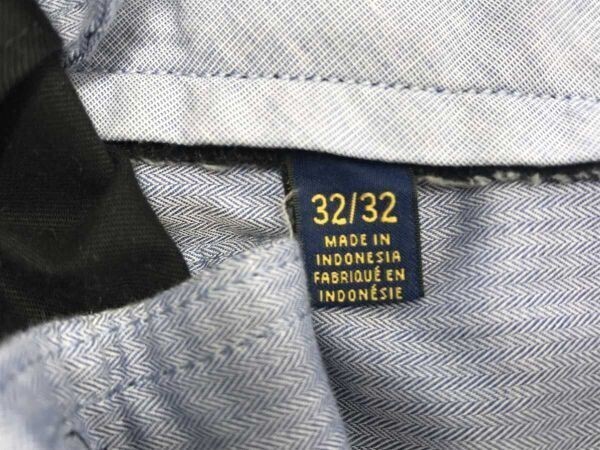 32/32
MADE IN
INDONESIA
FABRIQUÉ EN
INDONÉSIE